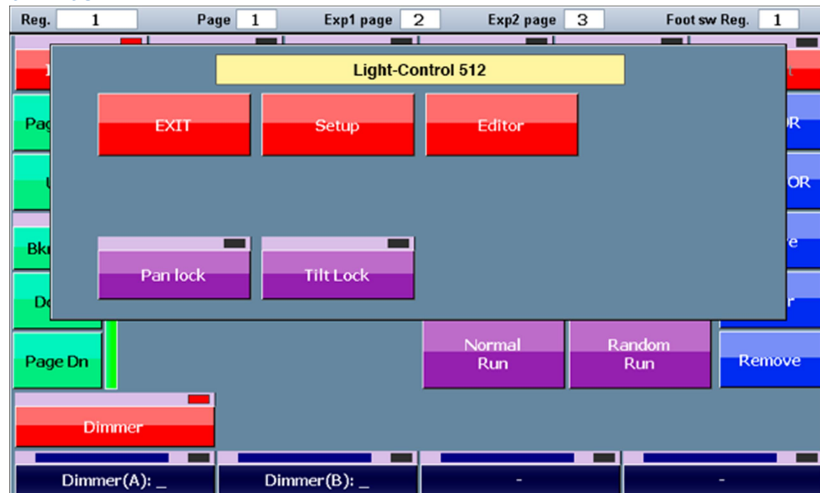 Reg. 1 Page 1 Exp1 page 2 Exp2 page 3 Foot sw Reg. 1
Light-Control 512
EXIT Setup Editor
Pan lock Tilt Lock
Normal Run
Random Run
Page Dn
Remove
Dimmer
Dimmer(A): _ Dimmer(B): _ - -